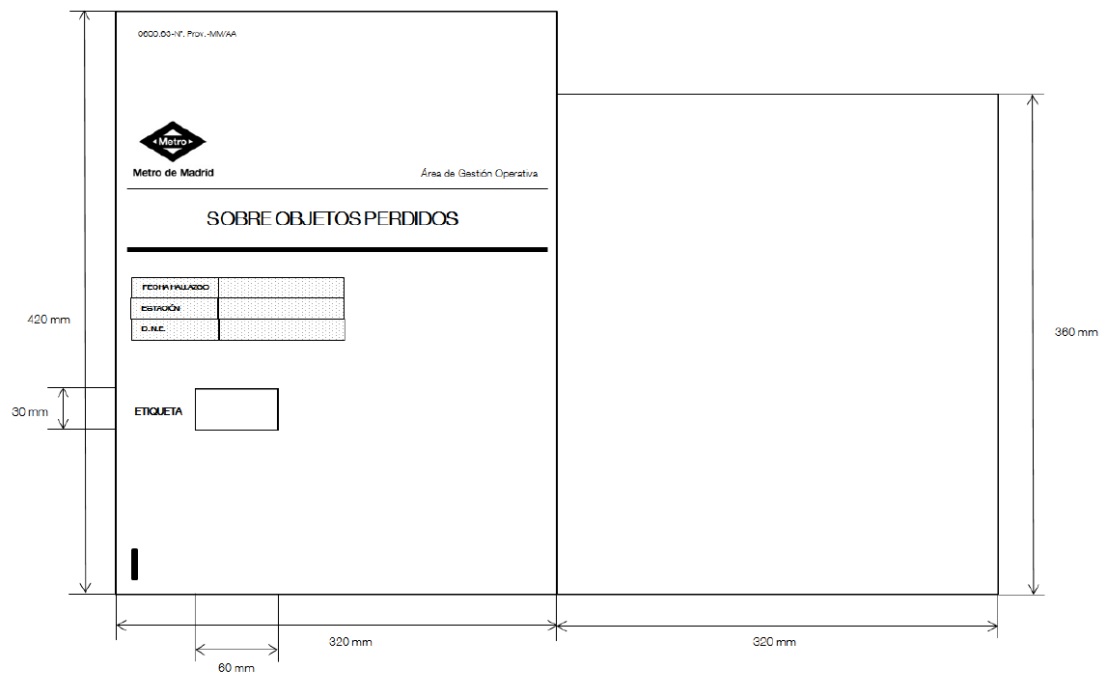 0600.60-Nº. Prov.-MM/AA
Metro
Metro de Madrid
Área de Gestión Operativa
SOBRE OBJETOS PERDIDOS
FECHA HALLAZGO
ESTACIÓN
D.N.E.
420 mm
360 mm
30 mm
ETIQUETA
320 mm
320 mm
60 mm